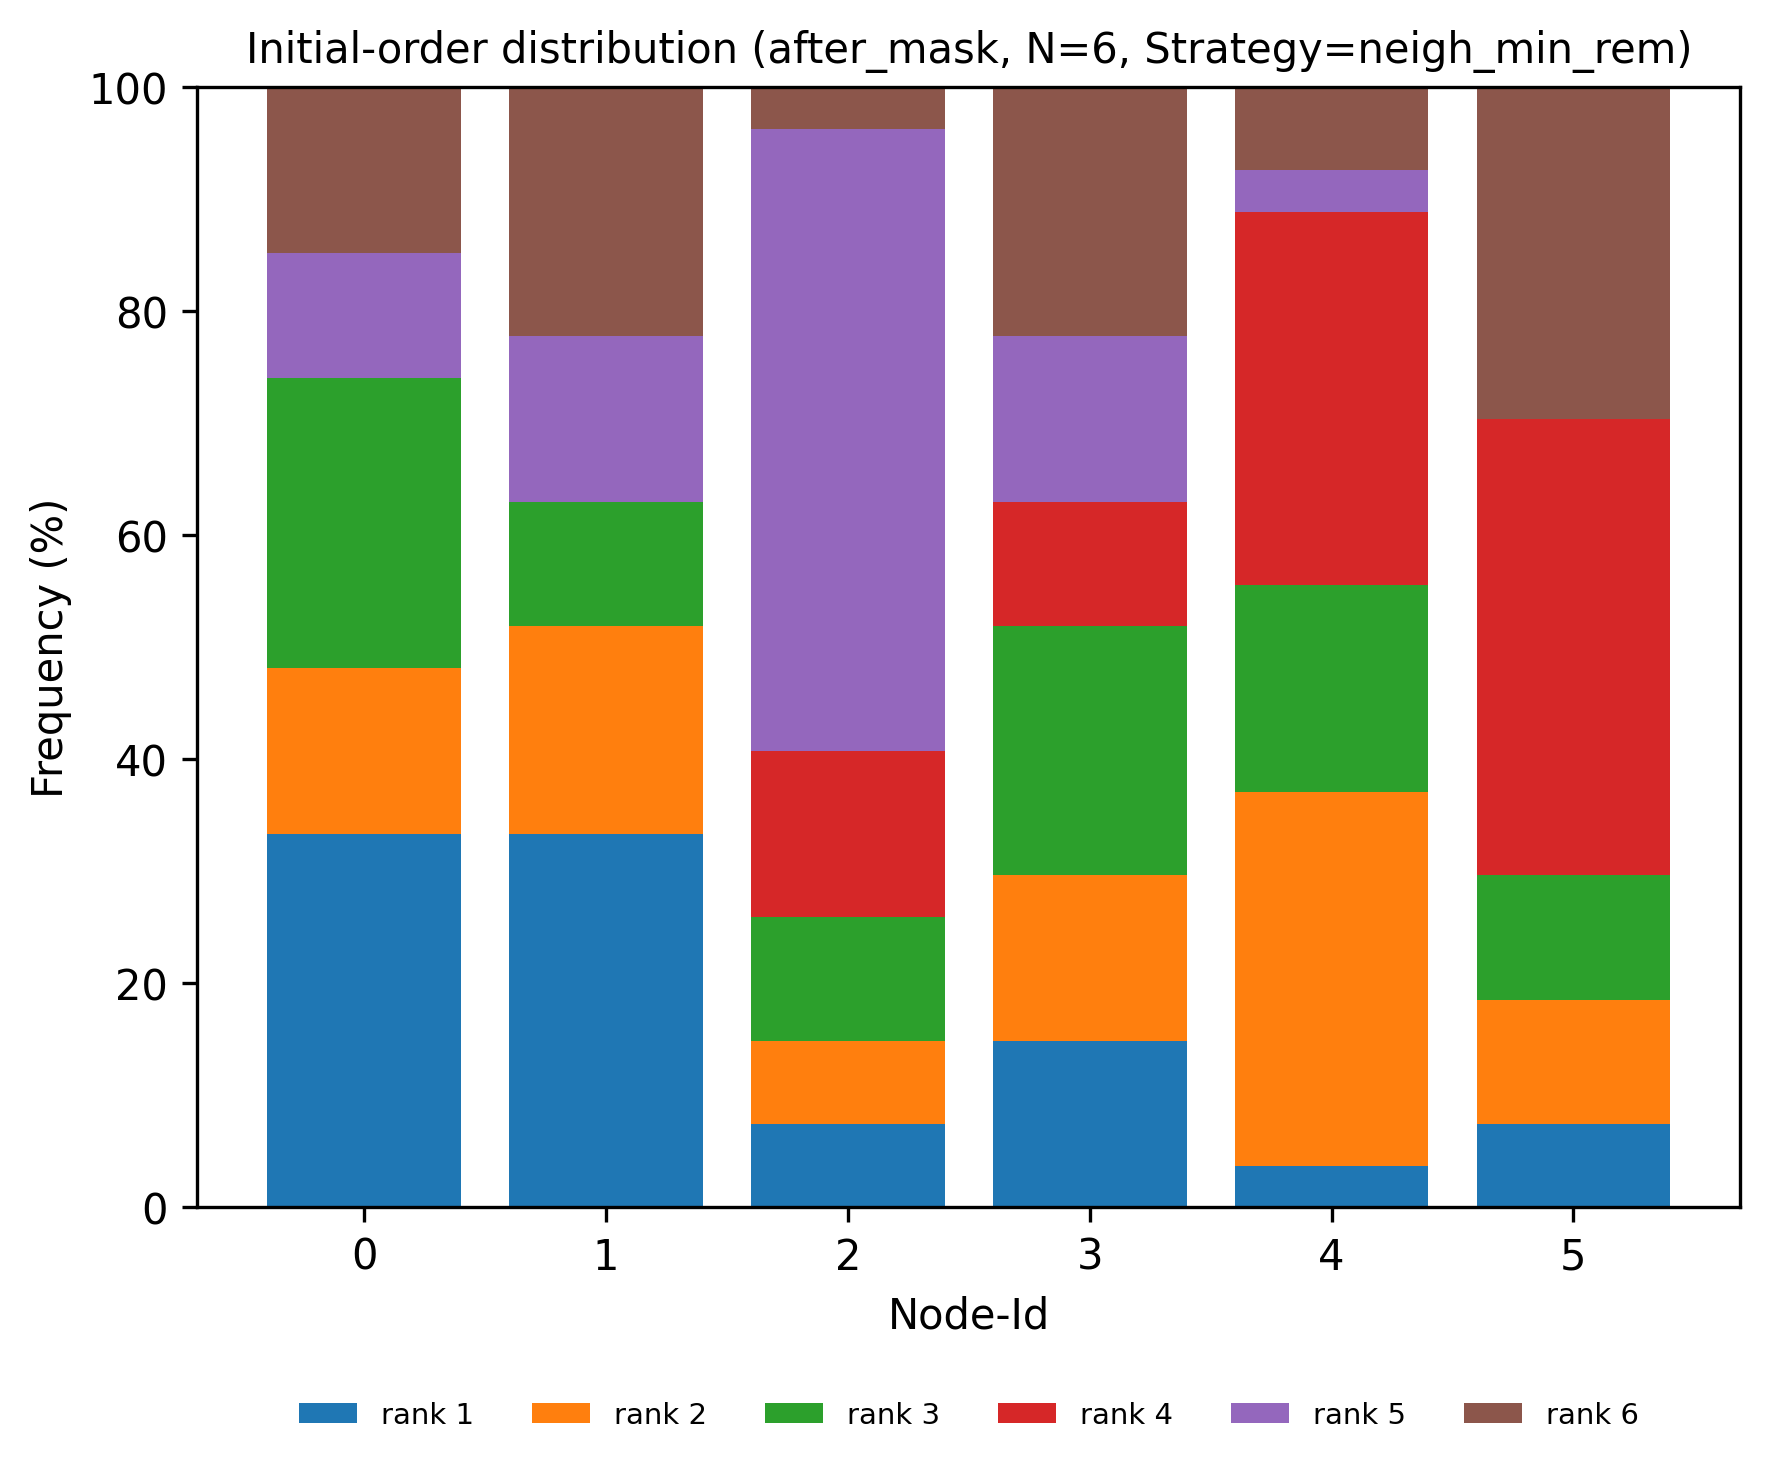 Initial-order distribution (after_mask, N=6, Strategy=neigh_min_rem)
100
80
60
40
20
0
Frequency (%)
0 1 2 3 4 5
Node-Id
rank 1 rank 2 rank 3 rank 4 rank 5 rank 6